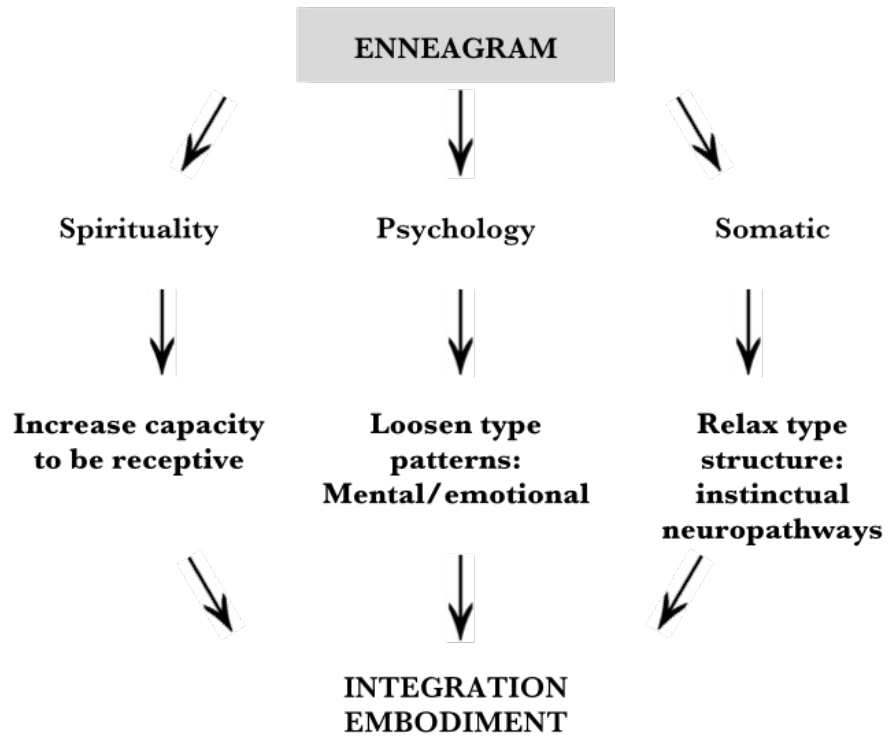 ENNEAGRAM
Spirituality
Psychology
Somatic
Increase capacity
to be receptive
Loosen type
patterns:
Mental/emotional
Relax type
structure:
instinctual
neuropathways
INTEGRATION
EMBODIMENT